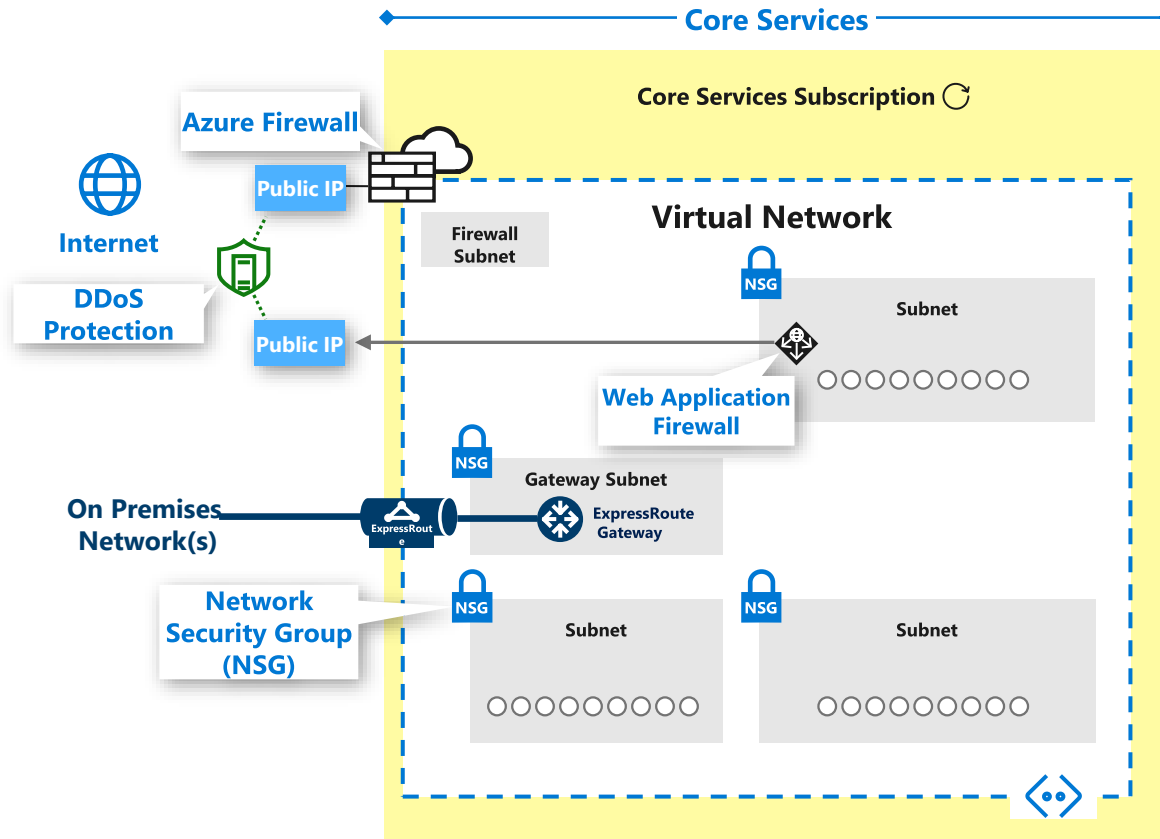 Core Services
Core Services Subscription
Azure Firewall
Public IP
Internet
Virtual Network
Firewall
Subnet
NSG
DDoS
Protection
Subnet
Public IP
Web Application
Firewall
NSG
Gateway Subnet
On Premises
Network(s)
ExpressRout
e
ExpressRoute
Gateway
Network
Security Group
(NSG)
NSG
Subnet
NSG
Subnet